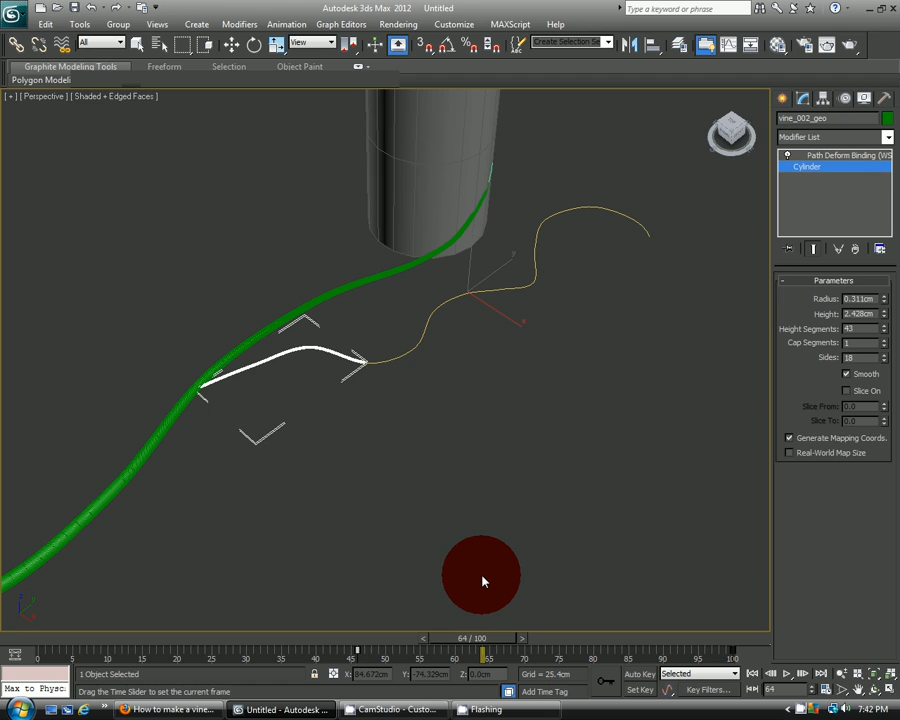 Autodesk 3ds Max 2012 Untitled
Type a keyword or phrase
Edit Tools Group Views Create Modifiers Animation Graph Editors Rendering Customize MAXScript Help
All View 3 Create Selection Se
Graphite Modeling Tools Freeform Selection Object Paint
Polygon Modeli
[ + ] [ Perspective ] [ Shaded + Edged Faces ]
vine_002_geo
Modifier List
Path Deform Binding (WS
Cylinder
y
x
- Parameters
Radius: 0.311cm
Height: 2.428cm
Height Segments: 43
Cap Segments: 1
Sides: 18
Smooth
Slice On
Slice From: 0.0
Slice To: 0.0
Generate Mapping Coords.
Real-World Map Size
< 64 / 100 >
0 5 10 15 20 25 30 35 40 45 50 55 60 65 70 75 80 85 90 95 100
1 Object Selected X: 84.672cm Y: -74.329cm Z: 0.0cm Grid = 25.4cm Auto Key Selected
Max to Physc: Drag the Time Slider to set the current frame Add Time Tag Set Key Key Filters... 64
How to make a vine... Untitled - Autodesk ... CamStudio - Custo... Flashing 7:42 PM